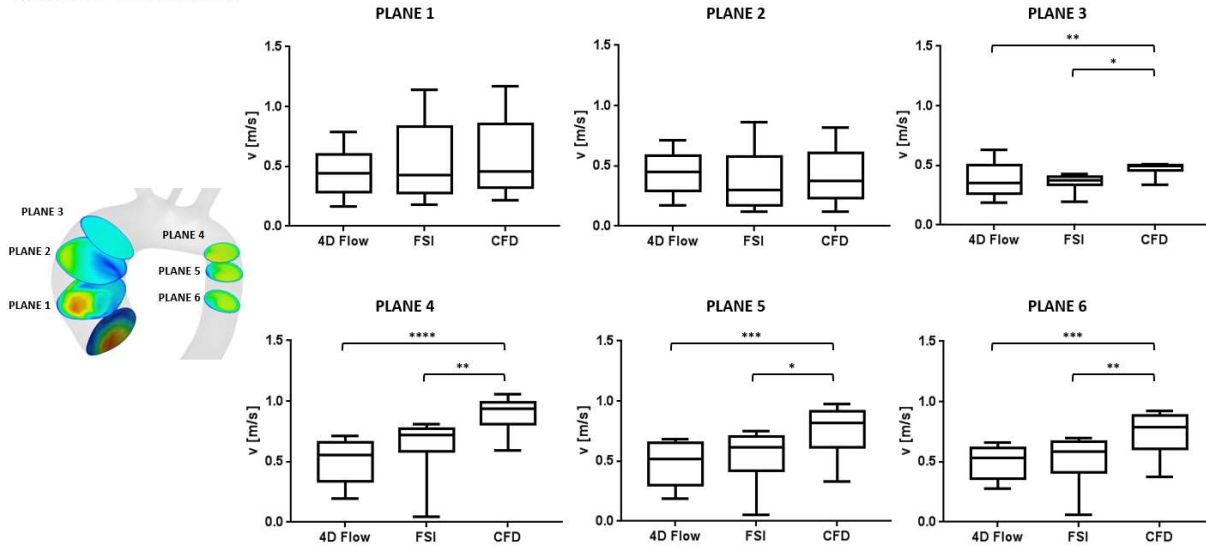 PLANE 1
PLANE 2
PLANE 3
v [m/s]
1.5
1.0
0.5
0.0
4D Flow
FSI
CFD
v [m/s]
1.5
1.0
0.5
0.0
4D Flow
FSI
CFD
v [m/s]
1.5
1.0
0.5
0.0
**
*
4D Flow
FSI
CFD
PLANE 3
PLANE 2
PLANE 1
PLANE 4
PLANE 5
PLANE 6
PLANE 4
PLANE 5
PLANE 6
v [m/s]
1.5
1.0
0.5
0.0
****
**
4D Flow
FSI
CFD
v [m/s]
1.5
1.0
0.5
0.0
***
*
4D Flow
FSI
CFD
v [m/s]
1.5
1.0
0.5
0.0
***
**
4D Flow
FSI
CFD